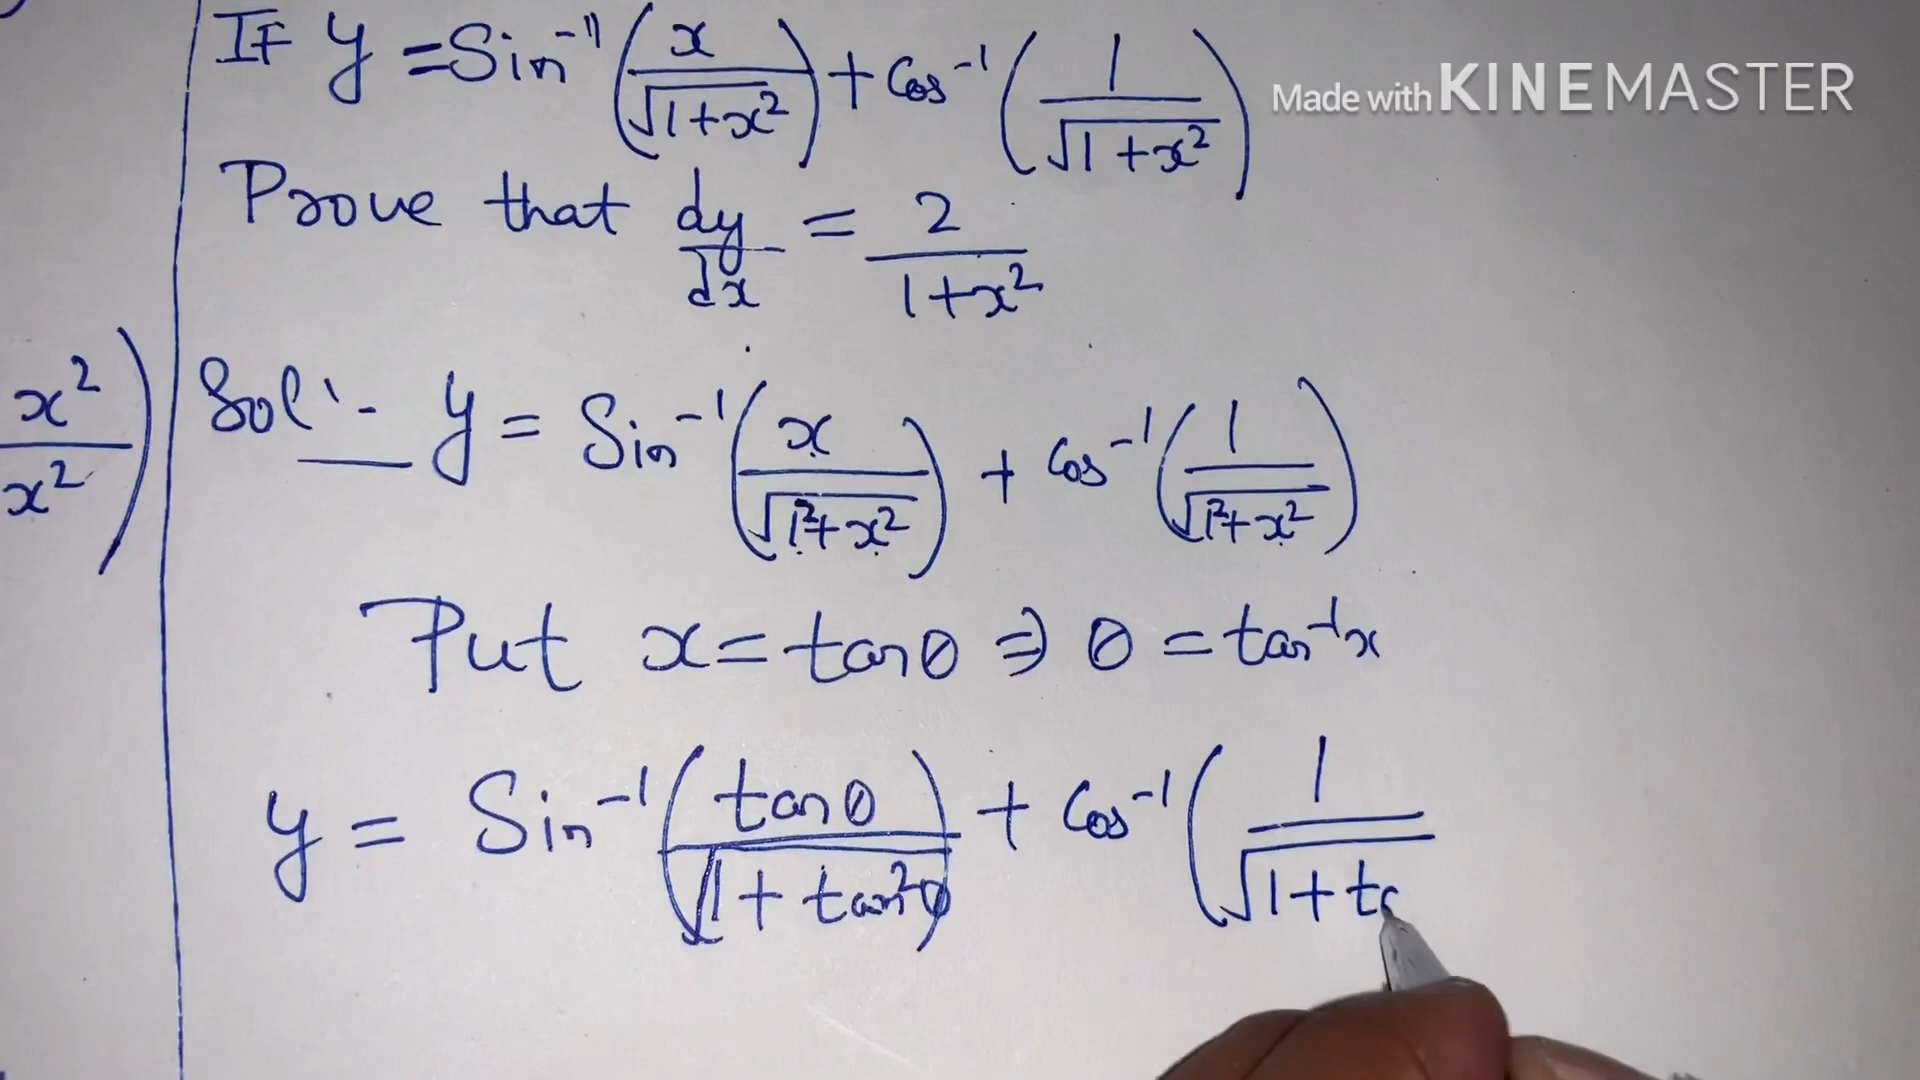 If y = Sin⁻¹(x/√(1+x²)) + Cos⁻¹(1/√(1+x²))
Made with KINEMASTER
Prove that dy/dx = 2/(1+x²)
x²/x²)
Sol:- y = Sin⁻¹(x/√(1²+x²)) + Cos⁻¹(1/√(1²+x²))
Put x = tanθ ⇒ θ = tan⁻¹x
y = Sin⁻¹(tanθ/√(1+tan²θ)) + Cos⁻¹(1/√(1+ta